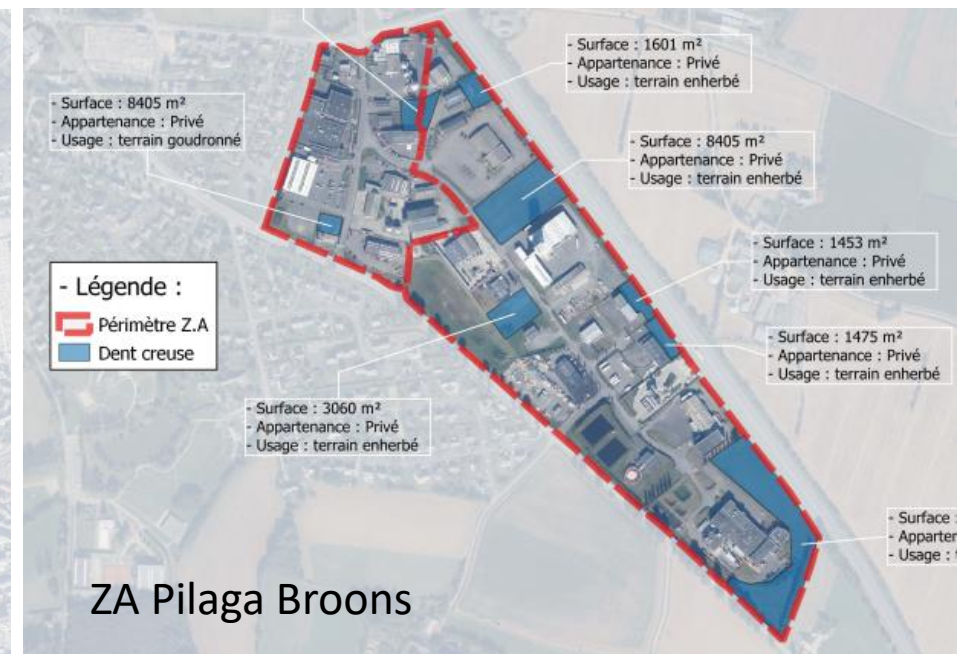 - Surface : 1601 m²
- Appartenance : Privé
- Usage : terrain enherbé
- Surface : 8405 m²
- Appartenance : Privé
- Usage : terrain goudronné
- Surface : 8405 m²
- Appartenance : Privé
- Usage : terrain enherbé
- Surface : 1453 m²
- Appartenance : Privé
- Usage : terrain enherbé
- Légende :
Périmètre Z.A
Dent creuse
- Surface : 1475 m²
- Appartenance : Privé
- Usage : terrain enherbé
- Surface : 3060 m²
- Appartenance : Privé
- Usage : terrain enherbé
- Surface :
- Apparten
- Usage : t
ZA Pilaga Broons